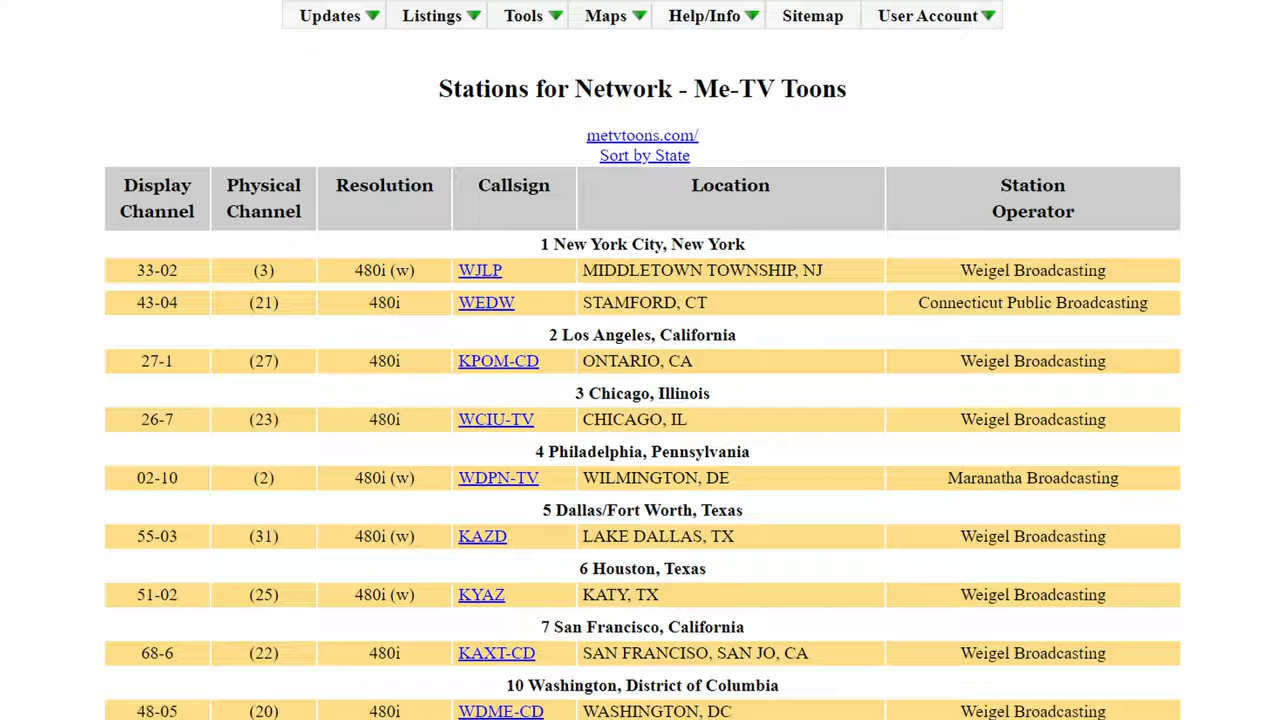 Updates Listings Tools Maps Help/Info Sitemap User Account
Stations for Network - Me-TV Toons
metvtoons.com/
Sort by State
Display Channel Physical Channel Resolution Callsign Location Station Operator
1 New York City, New York
33-02 (3) 480i (w) WJLP MIDDLETOWN TOWNSHIP, NJ Weigel Broadcasting
43-04 (21) 480i WEDW STAMFORD, CT Connecticut Public Broadcasting
2 Los Angeles, California
27-1 (27) 480i KPOM-CD ONTARIO, CA Weigel Broadcasting
3 Chicago, Illinois
26-7 (23) 480i WCIU-TV CHICAGO, IL Weigel Broadcasting
4 Philadelphia, Pennsylvania
02-10 (2) 480i (w) WDPN-TV WILMINGTON, DE Maranatha Broadcasting
5 Dallas/Fort Worth, Texas
55-03 (31) 480i (w) KAZD LAKE DALLAS, TX Weigel Broadcasting
6 Houston, Texas
51-02 (25) 480i (w) KYAZ KATY, TX Weigel Broadcasting
7 San Francisco, California
68-6 (22) 480i KAXT-CD SAN FRANCISO, SAN JO, CA Weigel Broadcasting
10 Washington, District of Columbia
48-05 (20) 480i WDME-CD WASHINGTON, DC Weigel Broadcasting